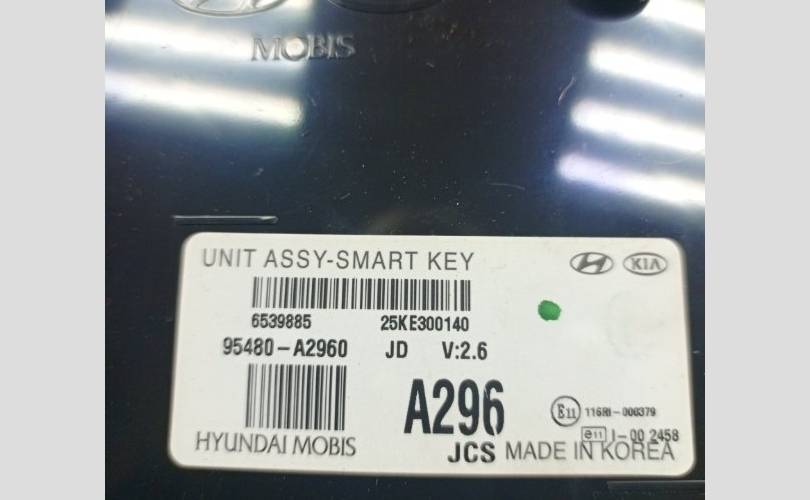 MOBIS
UNIT ASSY-SMART KEY
KIA
6539885 25KE300140
95480-A2960 JD V:2.6
A296
E11 116RI-000379
e11 I-00 2458
HYUNDAI MOBIS JCS MADE IN KOREA